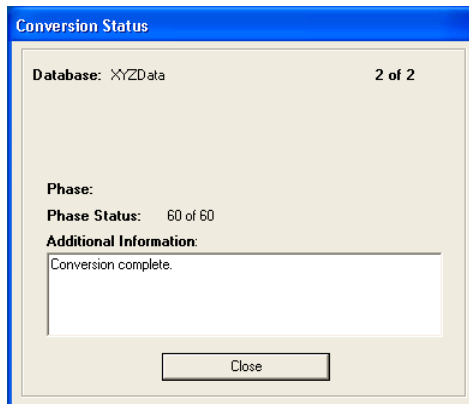 Conversion Status
Database: XYZData 2 of 2
Phase:
Phase Status: 60 of 60
Additional Information:
Conversion complete.
Close